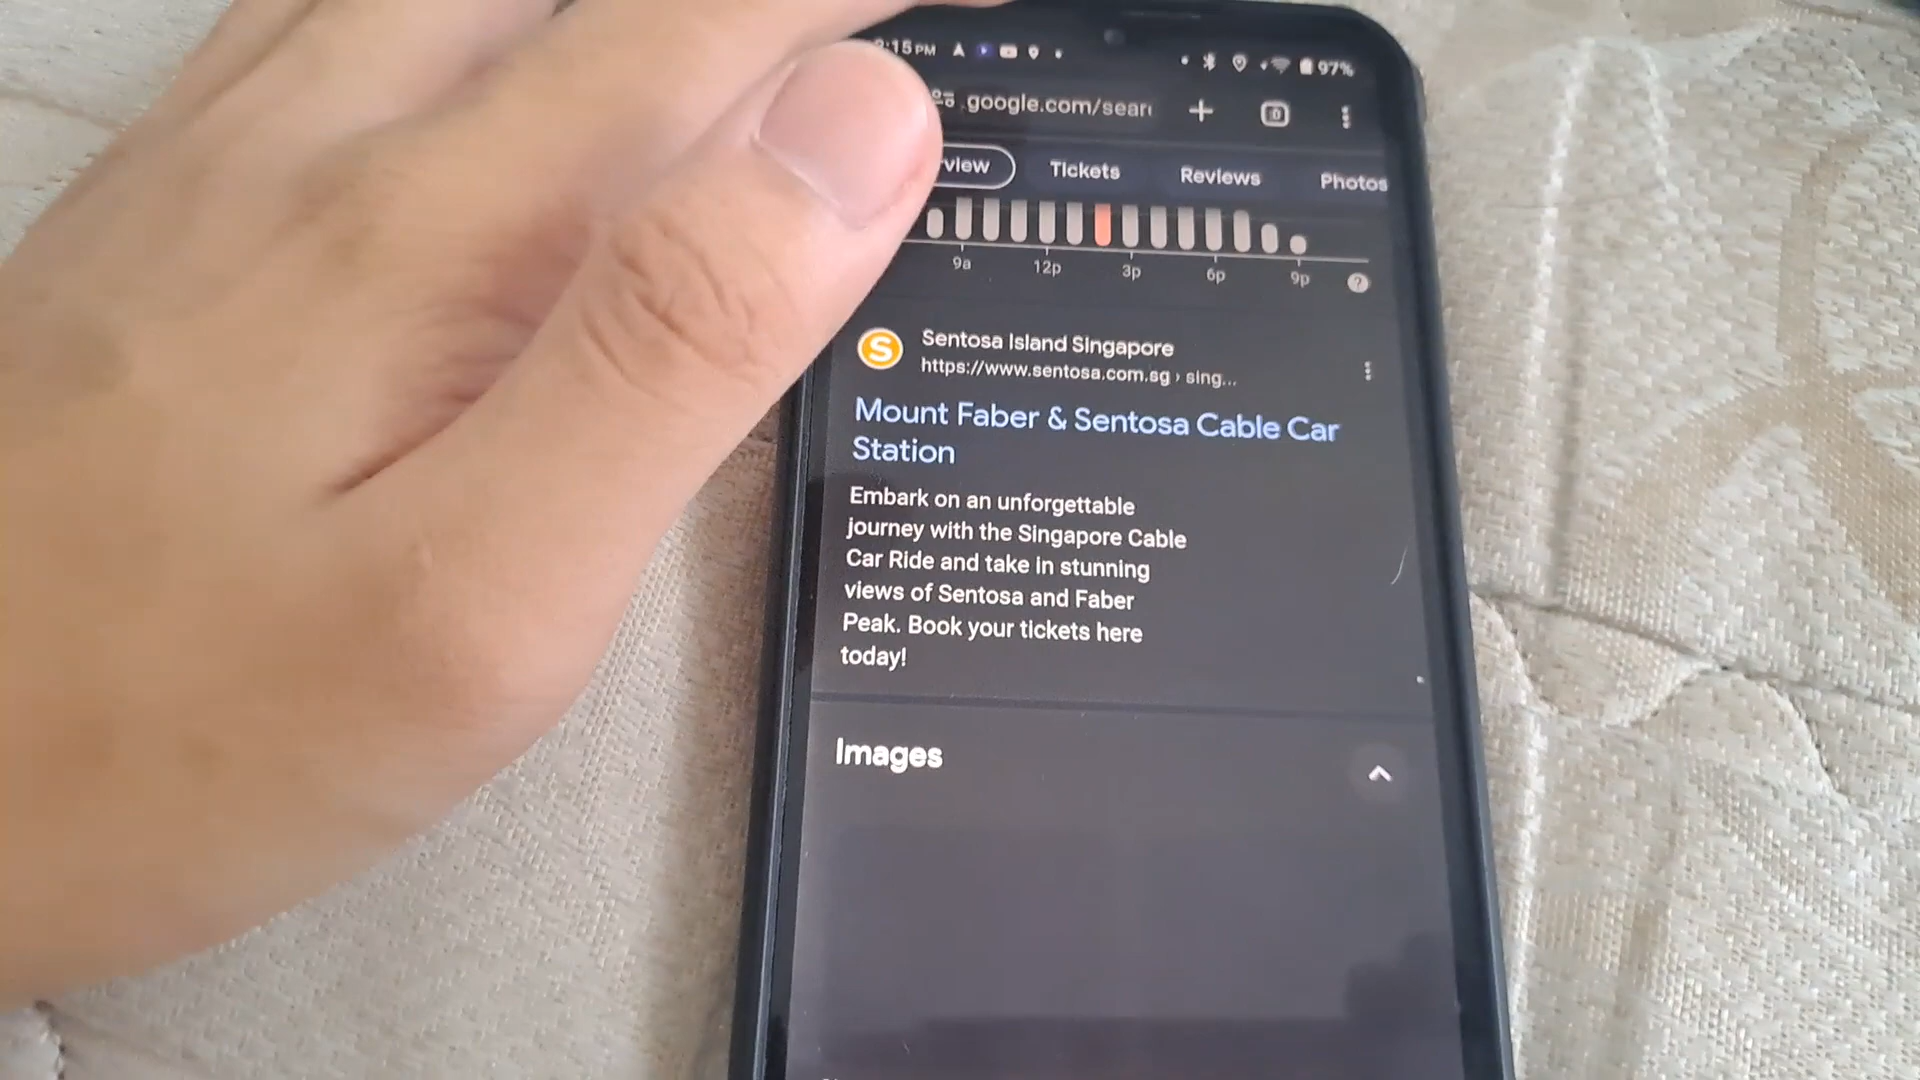 :15 PM
97%
.google.com/sear
view Tickets Reviews Photos
9a 12p 3p 6p 9p ?
S
Sentosa Island Singapore
https://www.sentosa.com.sg › sing...
Mount Faber & Sentosa Cable Car
Station
Embark on an unforgettable
journey with the Singapore Cable
Car Ride and take in stunning
views of Sentosa and Faber
Peak. Book your tickets here
today!
Images